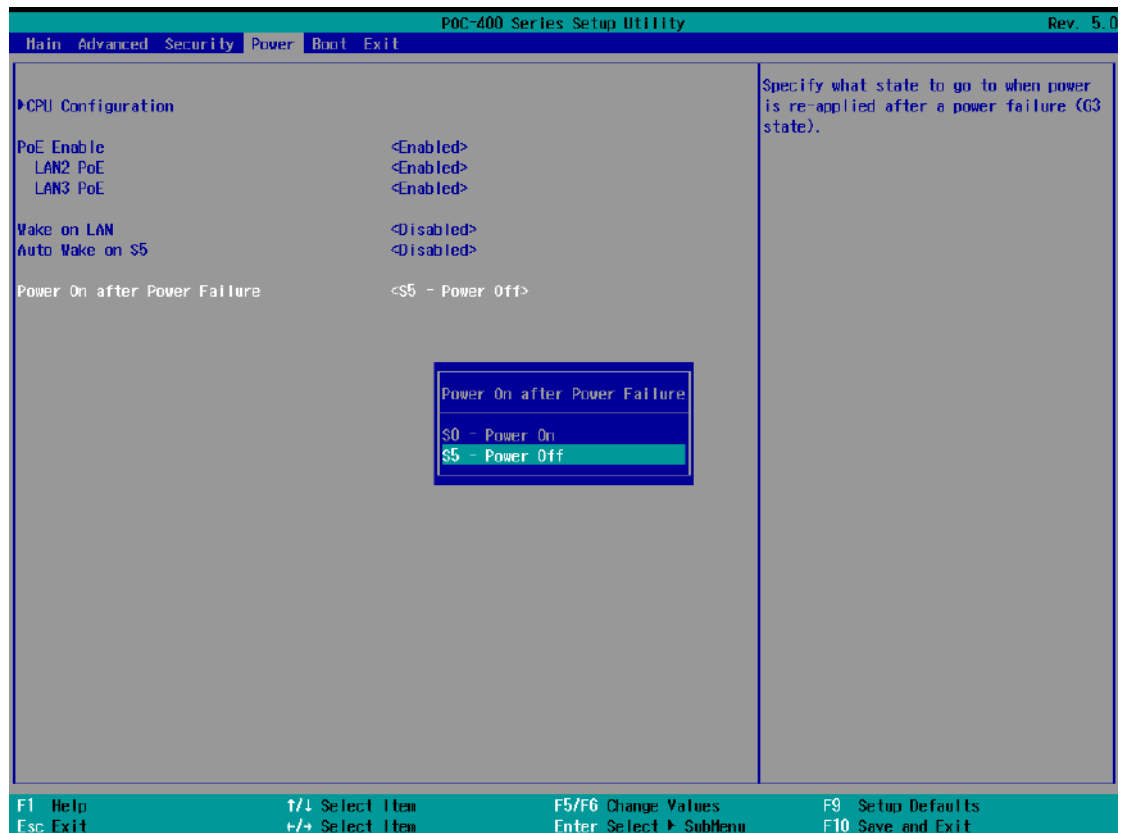 POC-400 Series Setup Utility Rev. 5.0
Main Advanced Security Power Boot Exit
Specify what state to go to when power
is re-applied after a power failure (G3
state).
▶CPU Configuration
PoE Enable <Enabled>
LAN2 PoE <Enabled>
LAN3 PoE <Enabled>
Wake on LAN <Disabled>
Auto Wake on S5 <Disabled>
Power On after Power Failure <S5 - Power Off>
Power On after Power Failure
S0 - Power On
S5 - Power Off
F1 Help ↑/↓ Select Item F5/F6 Change Values F9 Setup Defaults
Esc Exit ←/→ Select Item Enter Select ▶ SubMenu F10 Save and Exit